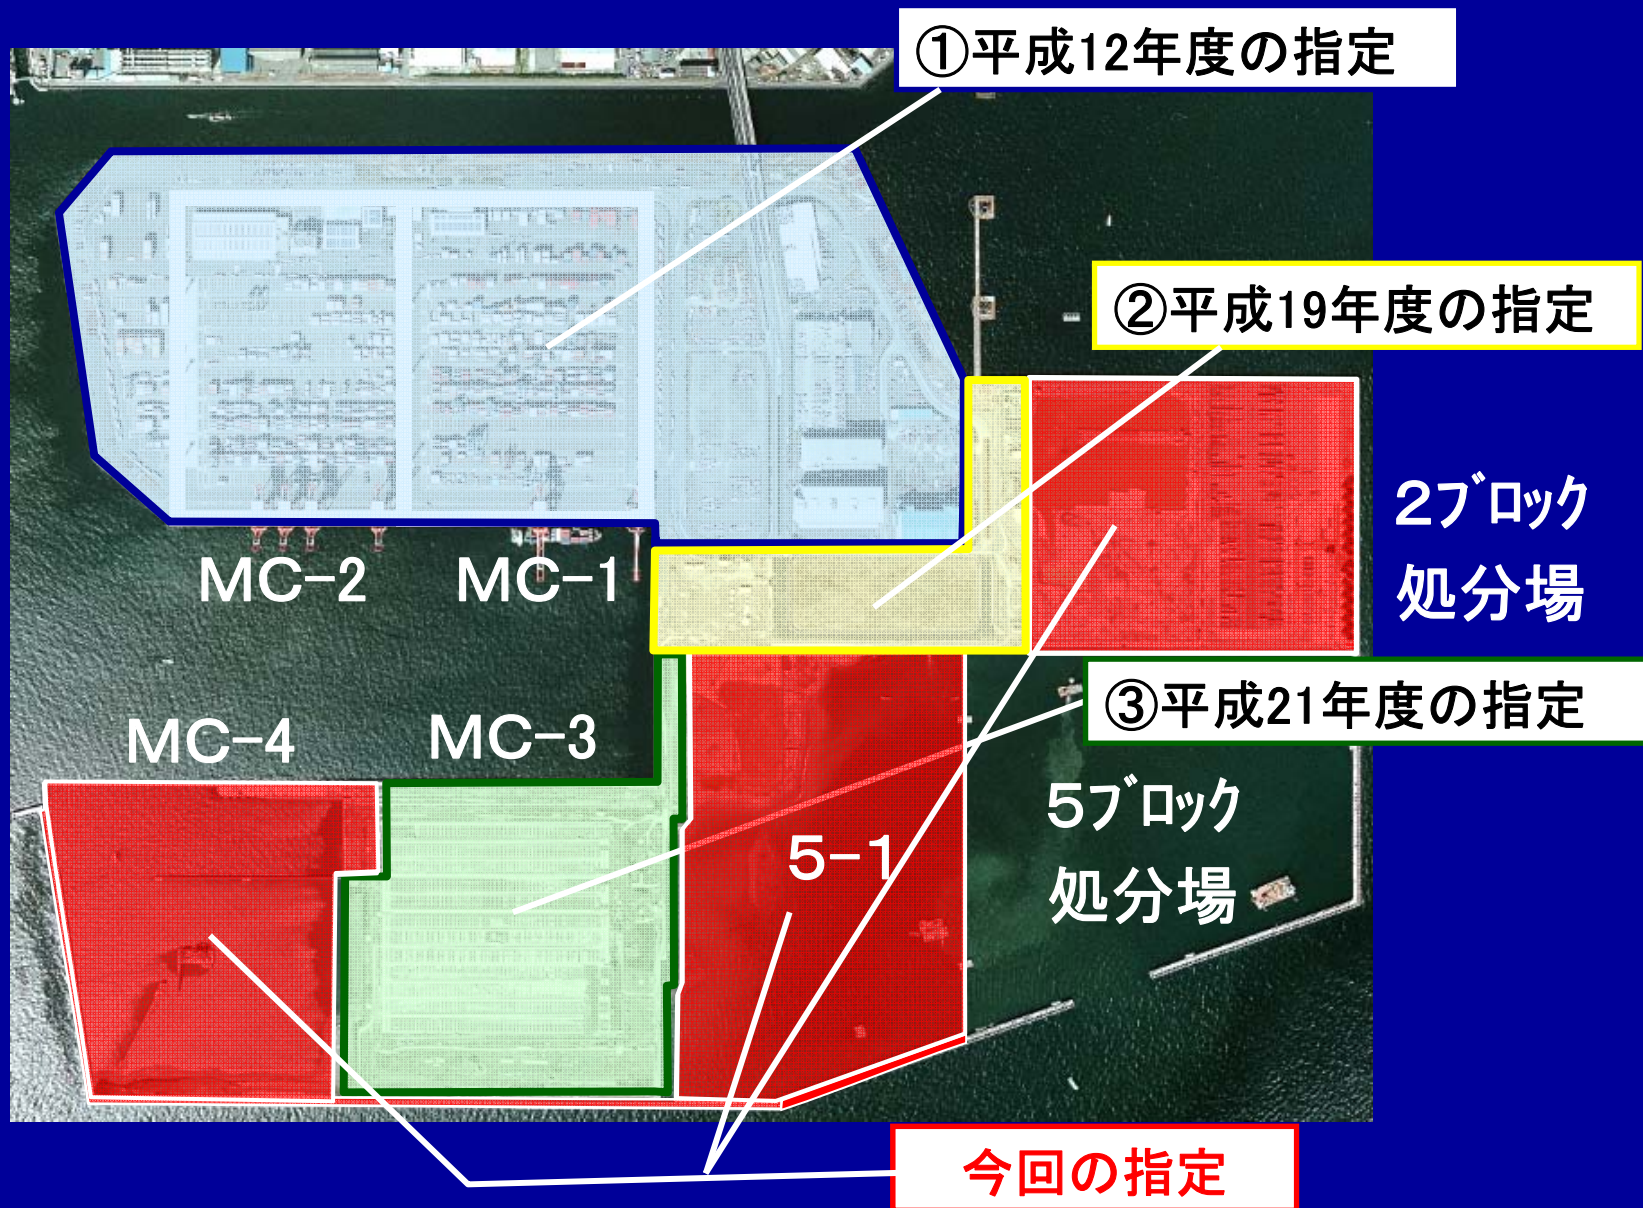 ①平成12年度の指定
②平成19年度の指定
2ブロック
処分場
MC-2
MC-1
③平成21年度の指定
MC-4
MC-3
5ブロック
処分場
5-1
今回の指定